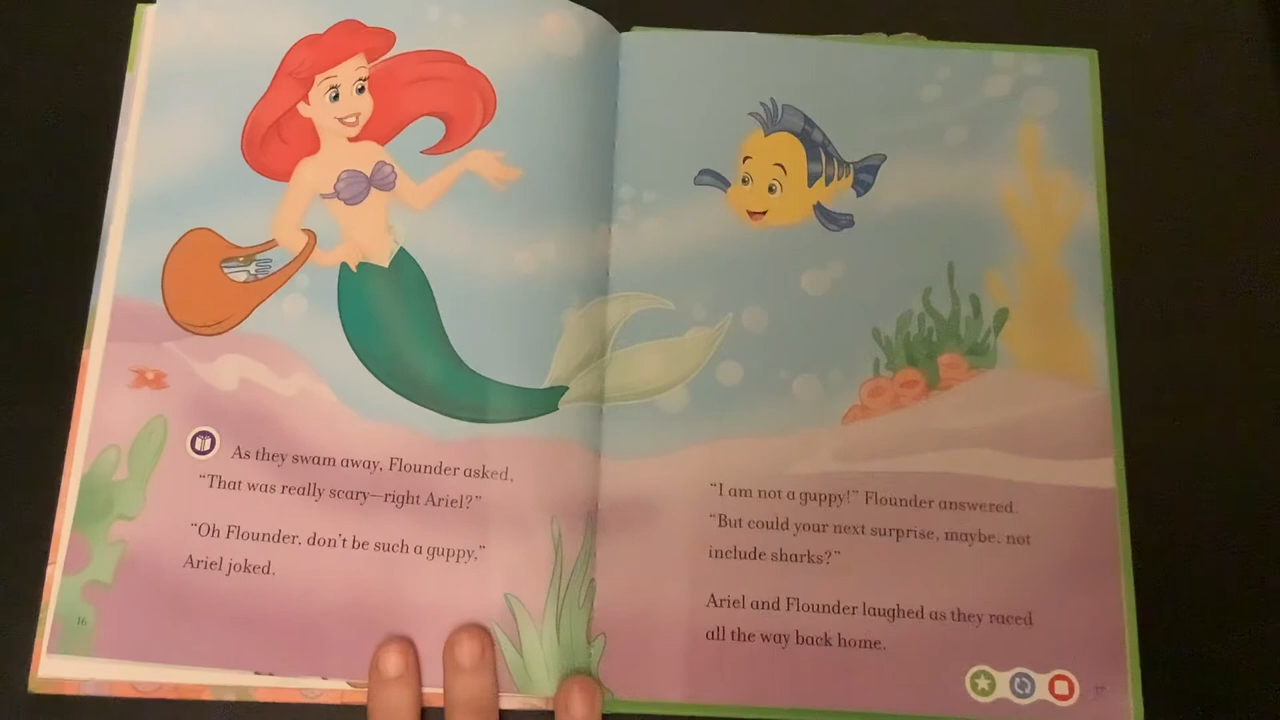 As they swam away, Flounder asked,
“That was really scary—right Ariel?”
“Oh Flounder, don't be such a guppy,”
Ariel joked.
16
“I am not a guppy!” Flounder answered.
“But could your next surprise, maybe, not
include sharks?”
Ariel and Flounder laughed as they raced
all the way back home.
17